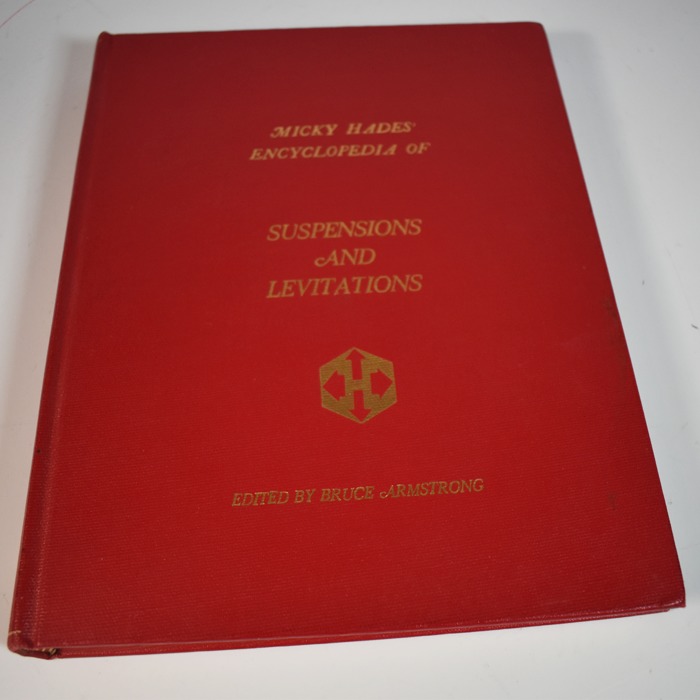 MICKY HADES'
ENCYCLOPEDIA OF
SUSPENSIONS
AND
LEVITATIONS
H
EDITED BY BRUCE ARMSTRONG